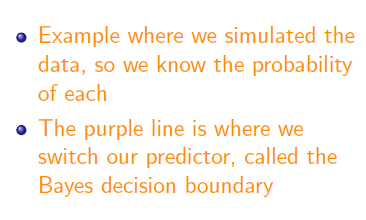 Example where we simulated the
data, so we know the probability
of each
The purple line is where we
switch our predictor, called the
Bayes decision boundary